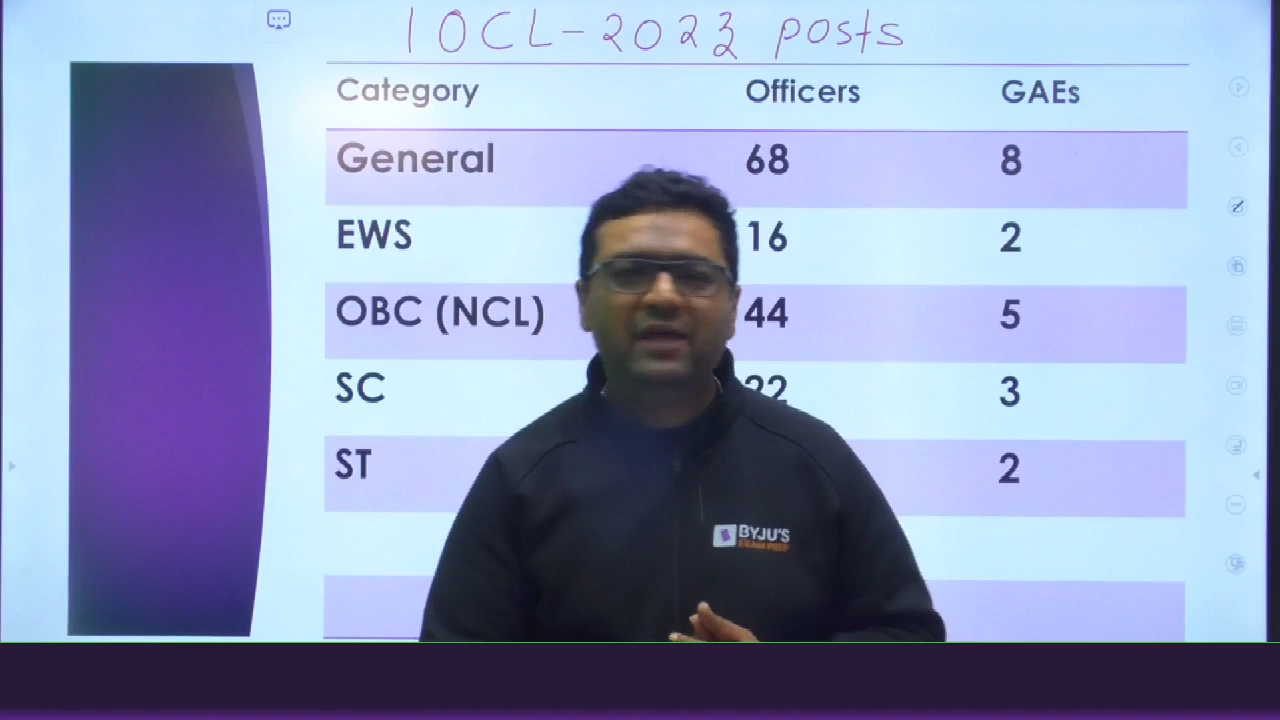 IOCL-2023 posts
Category Officers GAEs
General 68 8
EWS 16 2
OBC (NCL) 44 5
SC 22 3
ST 2
BYJU'S
EXAM PREP